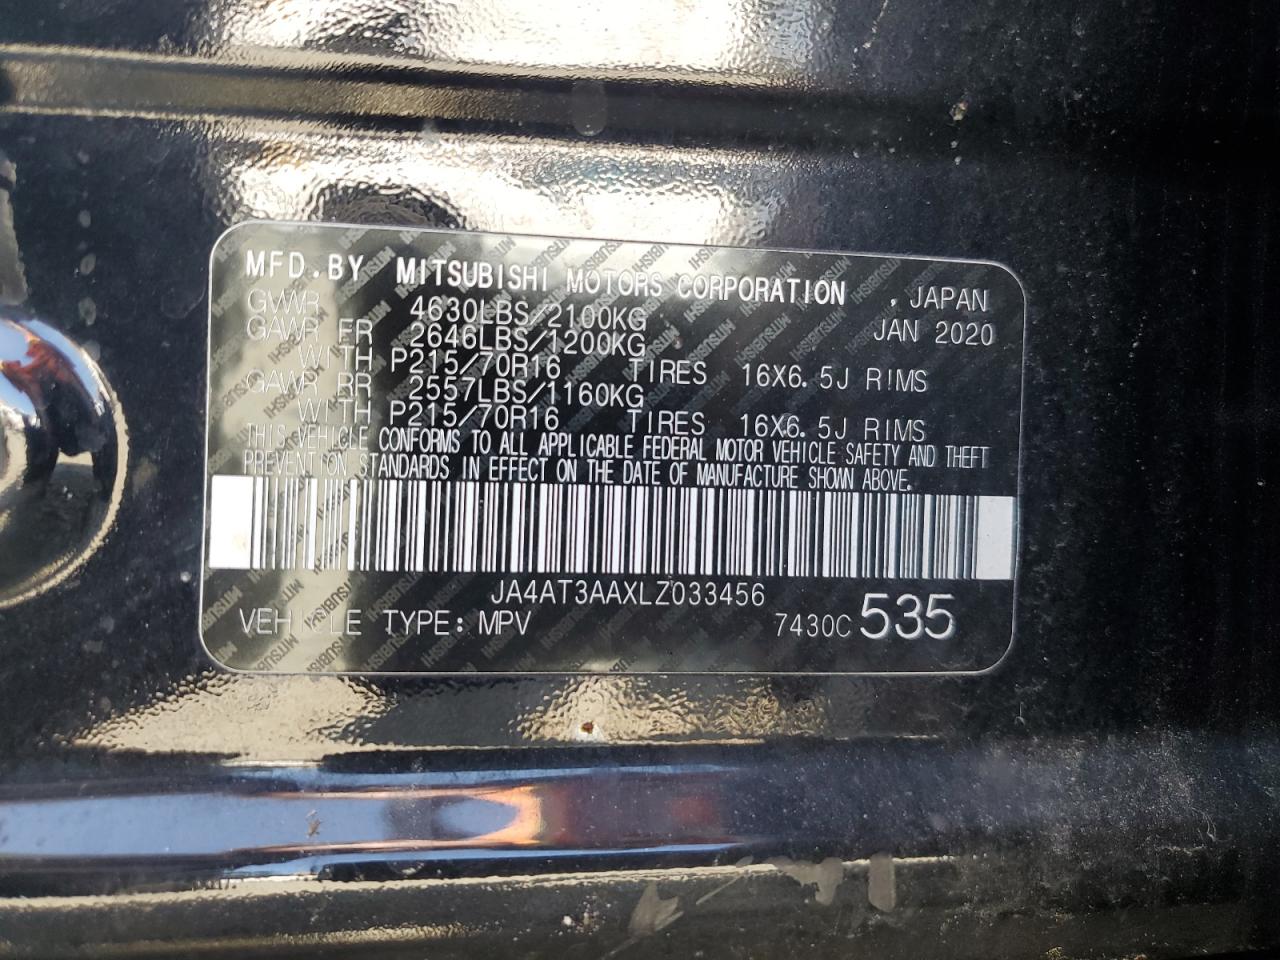 MFD.BY MITSUBISHI MOTORS CORPORATION , JAPAN
GVWR 4630LBS/2100KG JAN 2020
GAWR FR 2646LBS/1200KG
WITH P215/70R16 TIRES 16X6.5J RIMS
GAWR RR 2557LBS/1160KG
WITH P215/70R16 TIRES 16X6.5J RIMS
THIS VEHICLE CONFORMS TO ALL APPLICABLE FEDERAL MOTOR VEHICLE SAFETY AND THEFT
PREVENTION STANDARDS IN EFFECT ON THE DATE OF MANUFACTURE SHOWN ABOVE.
JA4AT3AAXLZ033456
VEHICLE TYPE: MPV 7430C 535